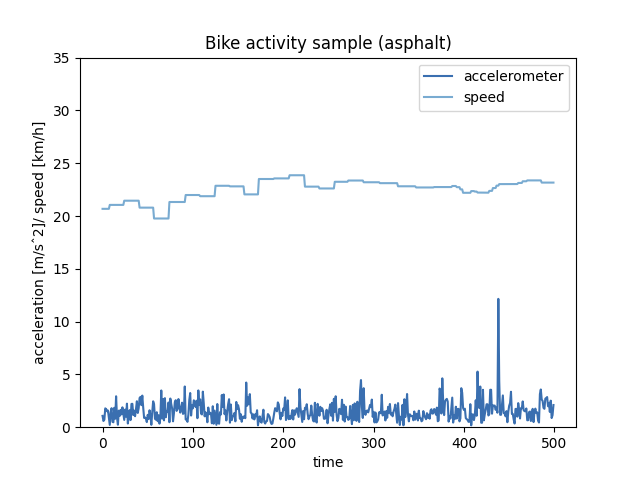 Bike activity sample (asphalt)
accelerometer
speed
acceleration [m/s^2]/ speed [km/h]
35
30
25
20
15
10
5
0
0 100 200 300 400 500
time